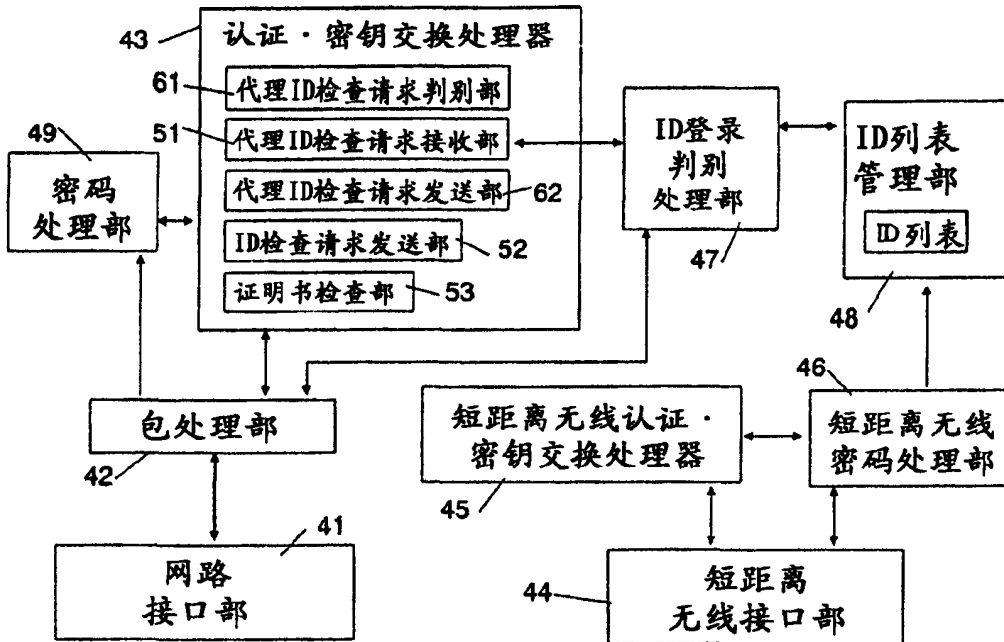 43
认证·密钥交换处理器
61
代理ID检查请求判别部
51
代理ID检查请求接收部
代理ID检查请求发送部
62
ID检查请求发送部
52
证明书检查部
53
49
密码
处理部
ID登录
判别
处理部
47
ID列表
管理部
ID列表
48
46
包处理部
42
短距离无线认证·
密钥交换处理器
45
短距离无线
密码处理部
41
网路
接口部
44
短距离
无线接口部